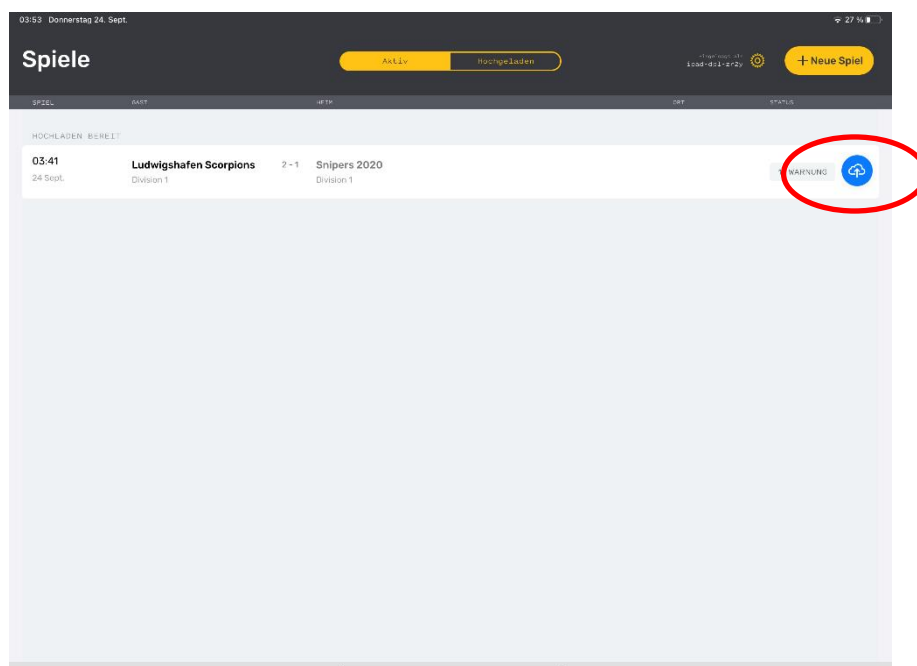 03:53 Donnerstag 24. Sept.
27 %
Spiele
Aktiv
Hochgeladen
+ Neue Spiel
SPIEL
GAST
HEIM
ORT
STATUS
HOCHLADEN BEREIT
03:41
Ludwigshafen Scorpions
2 - 1
Snipers 2020
WARNUNG
24 Sept.
Division 1
Division 1